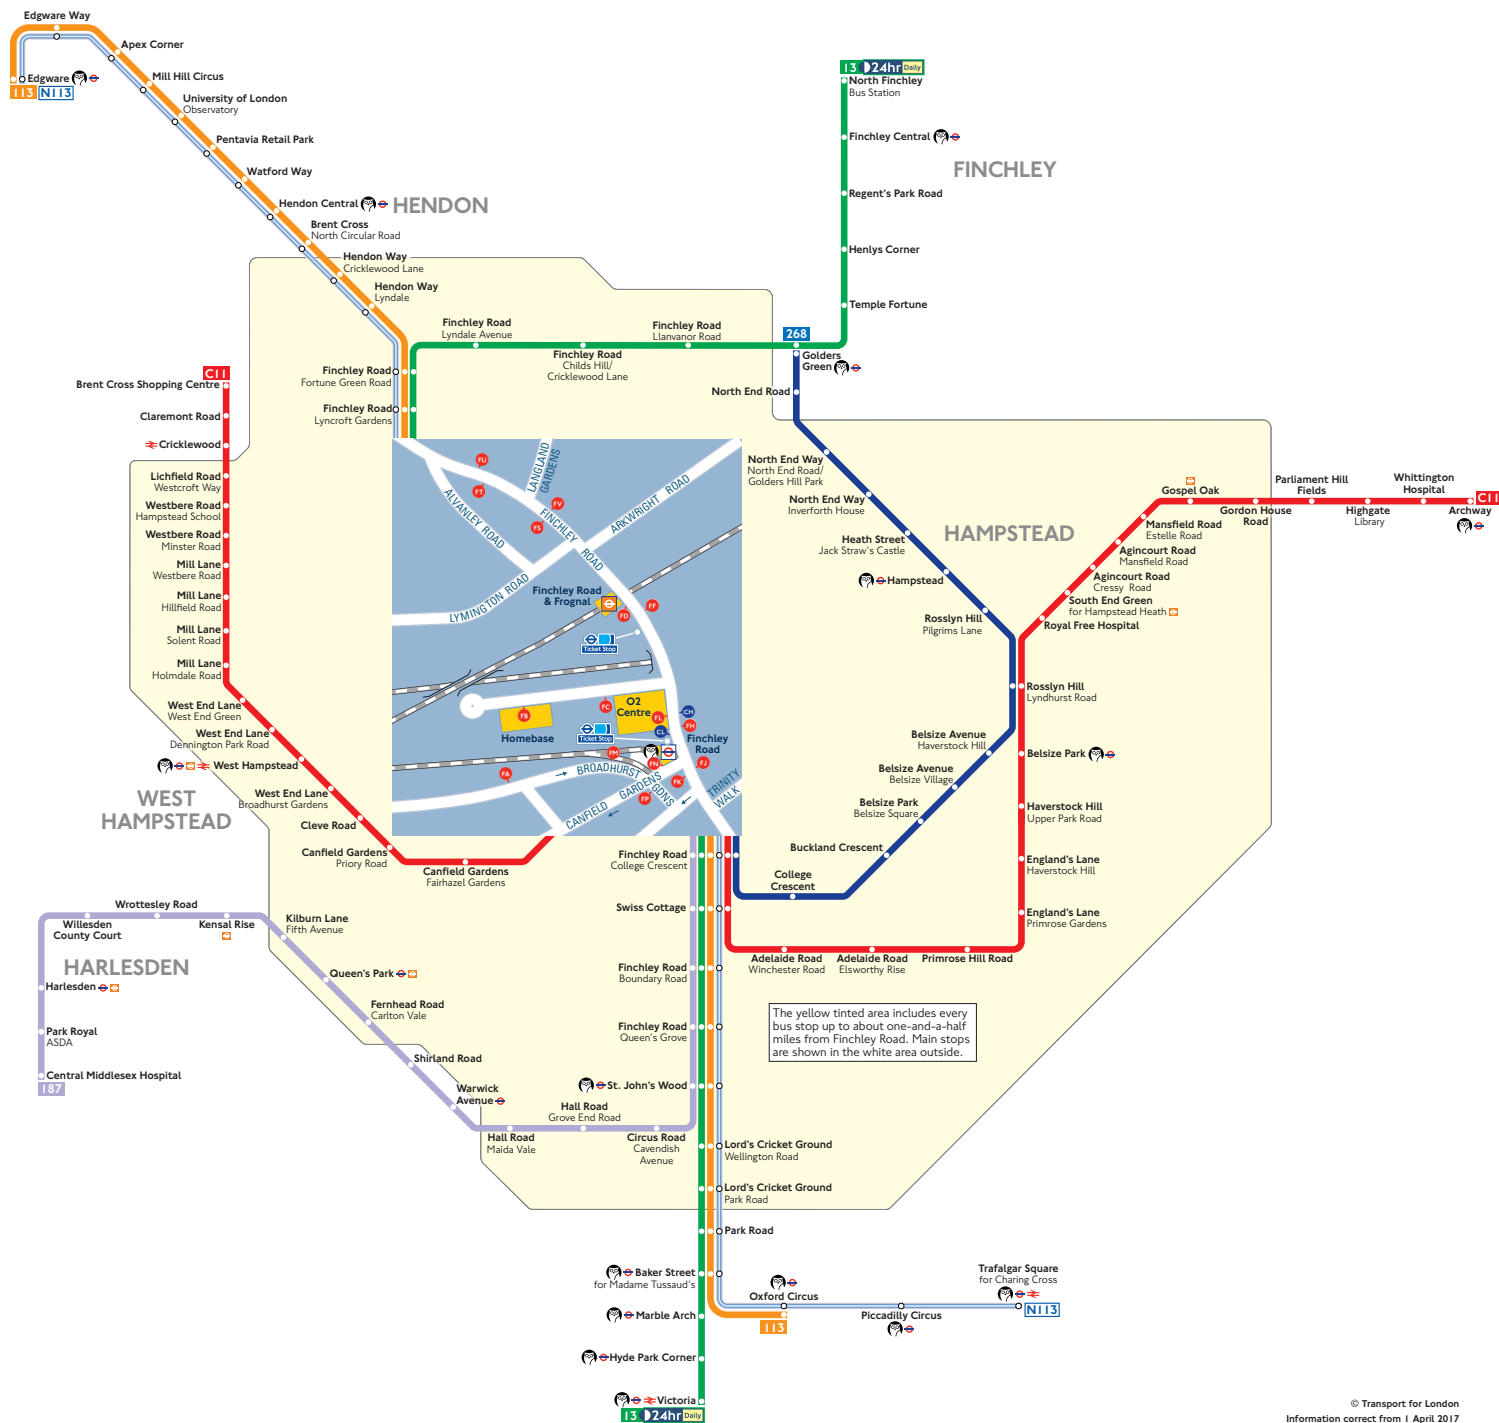 Edgware Way
Apex Corner
Edgware
113 N113
Mill Hill Circus
University of London
Observatory
Pentavia Retail Park
Watford Way
Hendon Central
HENDON
Brent Cross
North Circular Road
Hendon Way
Cricklewood Lane
Hendon Way
Lyndale
13 24hr Daily
North Finchley
Bus Station
Finchley Central
FINCHLEY
Regent's Park Road
Henlys Corner
Temple Fortune
Finchley Road
Lyndale Avenue
Finchley Road
Childs Hill/
Cricklewood Lane
Finchley Road
Llanvanor Road
268
Golders
Green
North End Road
Finchley Road
Fortune Green Road
Finchley Road
Lyncroft Gardens
C11
Brent Cross Shopping Centre
Claremont Road
Cricklewood
Lichfield Road
Westcroft Way
Westbere Road
Hampstead School
Westbere Road
Minster Road
Mill Lane
Westbere Road
Mill Lane
Hillfield Road
Mill Lane
Solent Road
Mill Lane
Holmdale Road
West End Lane
West End Green
West End Lane
Dennington Park Road
West Hampstead
WEST
HAMPSTEAD
West End Lane
Broadhurst Gardens
Cleve Road
Canfield Gardens
Priory Road
Canfield Gardens
Fairhazel Gardens
FU
FT
FV
FS
LANGLAND
GARDENS
ALVANLEY ROAD
FINCHLEY ROAD
ARKWRIGHT ROAD
LYMINGTON ROAD
Finchley Road
& Frognal
FD
FF
Ticket Stop
O2
Centre
FC
FB
Homebase
FL
CH
CL
FH
Ticket Stop
Finchley
Road
FM
FN
FJ
FA
FK
FP
BROADHURST
GDNS
CANFIELD GARDENS
TRINITY
WALK
North End Way
North End Road/
Golders Hill Park
North End Way
Inverforth House
Heath Street
Jack Straw's Castle
Hampstead
HAMPSTEAD
Rosslyn Hill
Pilgrims Lane
Gospel Oak
Gordon House
Road
Parliament Hill
Fields
Highgate
Library
Whittington
Hospital
C11
Archway
Mansfield Road
Estelle Road
Agincourt Road
Mansfield Road
Agincourt Road
Cressy Road
South End Green
for Hampstead Heath
Royal Free Hospital
Rosslyn Hill
Lyndhurst Road
Belsize Park
Haverstock Hill
Upper Park Road
England's Lane
Haverstock Hill
England's Lane
Primrose Gardens
Belsize Avenue
Haverstock Hill
Belsize Avenue
Belsize Village
Belsize Park
Belsize Square
Buckland Crescent
College
Crescent
Adelaide Road
Winchester Road
Adelaide Road
Elsworthy Rise
Primrose Hill Road
Finchley Road
College Crescent
Swiss Cottage
Finchley Road
Boundary Road
Finchley Road
Queen's Grove
St. John's Wood
The yellow tinted area includes every
bus stop up to about one-and-a-half
miles from Finchley Road. Main stops
are shown in the white area outside.
Wrottesley Road
Willesden
County Court
Kensal Rise
Kilburn Lane
Fifth Avenue
HARLESDEN
Harlesden
Park Royal
ASDA
Central Middlesex Hospital
187
Queen's Park
Fernhead Road
Carlton Vale
Shirland Road
Warwick
Avenue
Hall Road
Maida Vale
Hall Road
Grove End Road
Circus Road
Cavendish
Avenue
Lord's Cricket Ground
Wellington Road
Lord's Cricket Ground
Park Road
Park Road
Baker Street
for Madame Tussaud's
Marble Arch
Hyde Park Corner
Victoria
13 24hr Daily
Oxford Circus
113
Piccadilly Circus
Trafalgar Square
for Charing Cross
N113
© Transport for London
Information correct from 1 April 2017